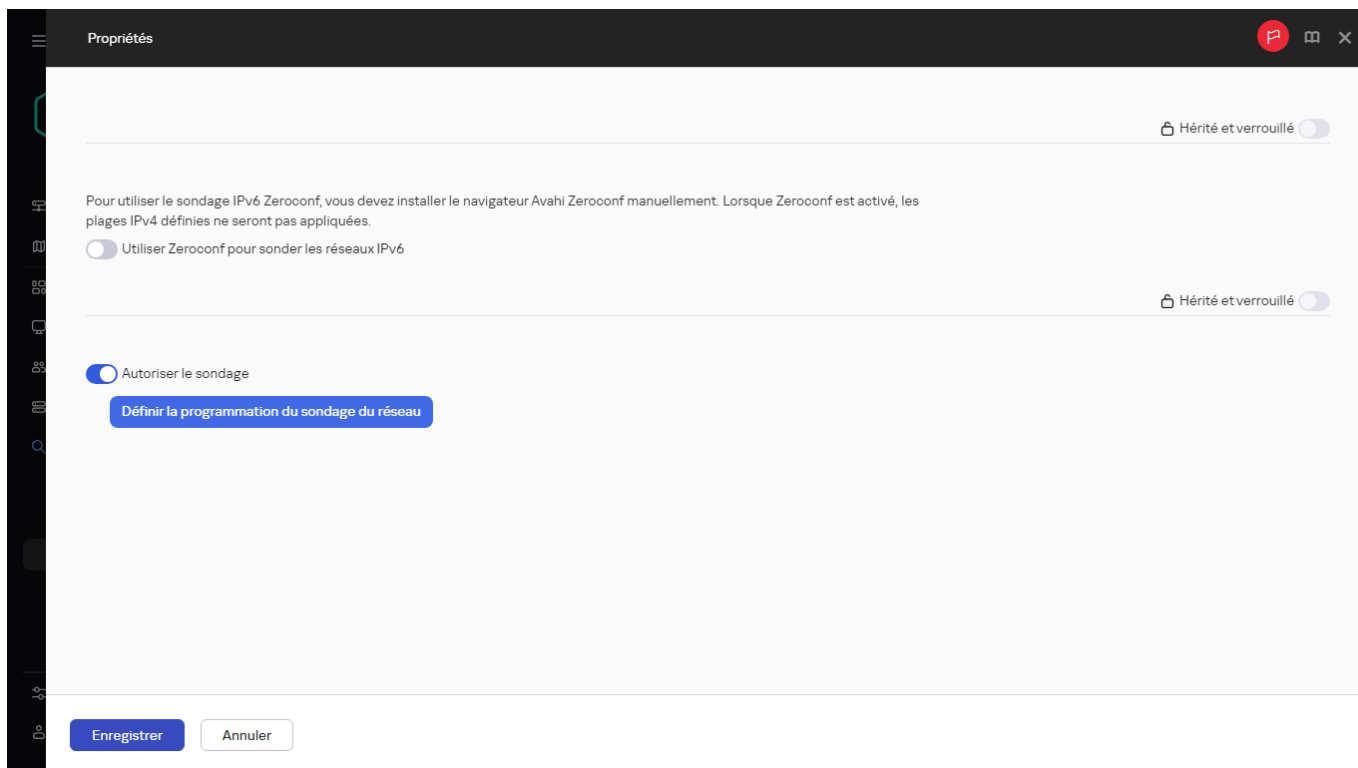 Propriétés
Hérité et verrouillé
Pour utiliser le sondage IPv6 Zeroconf, vous devez installer le navigateur Avahi Zeroconf manuellement. Lorsque Zeroconf est activé, les
plages IPv4 définies ne seront pas appliquées.
Utiliser Zeroconf pour sonder les réseaux IPv6
Hérité et verrouillé
Autoriser le sondage
Définir la programmation du sondage du réseau
Enregistrer
Annuler